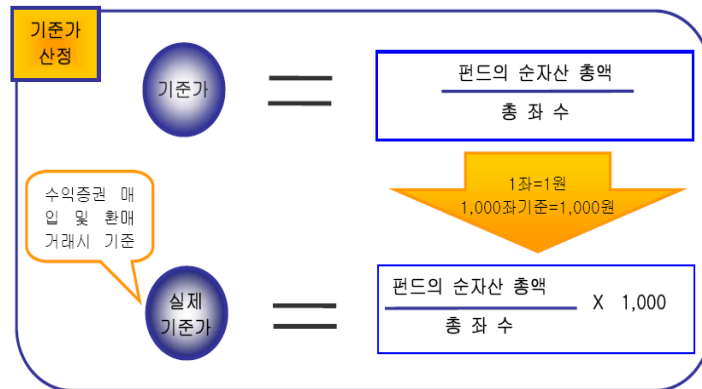 기준가
산정
기준가
펀드의 순자산 총액
총 좌 수
1좌=1원
1,000좌기준=1,000원
수익증권 매
입 및 환매
거래시 기준
실제
기준가
펀드의 순자산 총액
총 좌 수
X 1,000